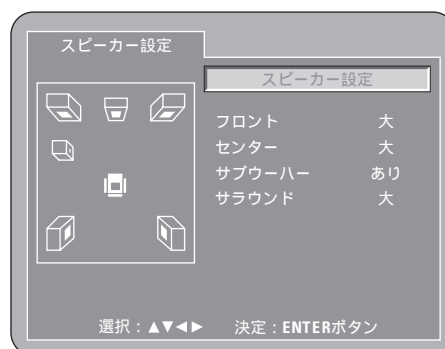 スピーカー設定
スピーカー設定
フロント 大
センター 大
サブウーハー あり
サラウンド 大
選択：▲▼◀▶ 決定：ENTERボタン